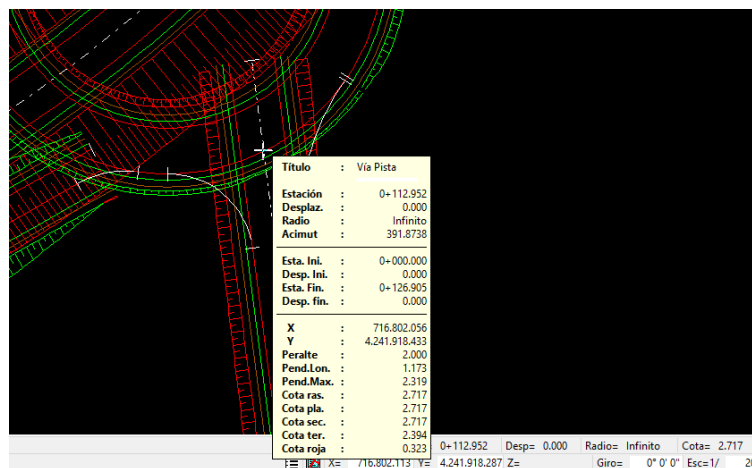 Título : Vía Pista
Estación : 0+112.952
Desplaz. : 0.000
Radio : Infinito
Acimut : 391.8738
Esta. Ini. : 0+000.000
Desp. Ini. : 0.000
Esta. Fin. : 0+126.905
Desp. fin. : 0.000
X : 716.802.056
Y : 4.241.918.433
Peralte : 2.000
Pend.Lon. : 1.173
Pend.Max. : 2.319
Cota ras. : 2.717
Cota pla. : 2.717
Cota sec. : 2.717
Cota ter. : 2.394
Cota roja : 0.323
0+112.952 Desp= 0.000 Radio= Infinito Cota= 2.717
X= 716.802.113 Y= 4.241.918.287 Z= Giro= 0° 0' 0" Esc=1/